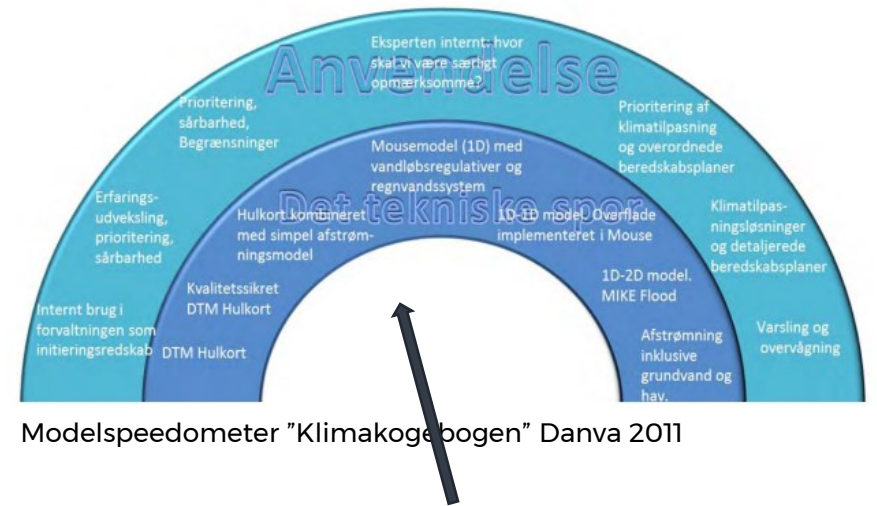 Anvendelse
Eksperten internt: hvor
skal vi være særligt
opmærksomme?
Prioritering,
sårbarhed,
Begrænsninger
Prioritering af
klimatilpasning
og overordnede
beredskabsplaner
Erfarings-
udveksling,
prioritering,
sårbarhed
Klimatilpas-
ningsløsninger
og detaljerede
beredskabsplaner
Internt brug i
forvaltningen som
initieringsredskab
Varsling og
overvågning
Det tekniske spor
Mousemodel (1D) med
vandløbsregulativer og
regnvandssystem
Hulkort kombineret
med simpel afstrøm-
ningsmodel
1D-1D model. Overflade
implementeret i Mouse
Kvalitetssikret
DTM Hulkort
1D-2D model.
MIKE Flood
DTM Hulkort
Afstrømning
inklusive
grundvand og
hav.
Modelspeedometer ”Klimakogebogen” Danva 2011